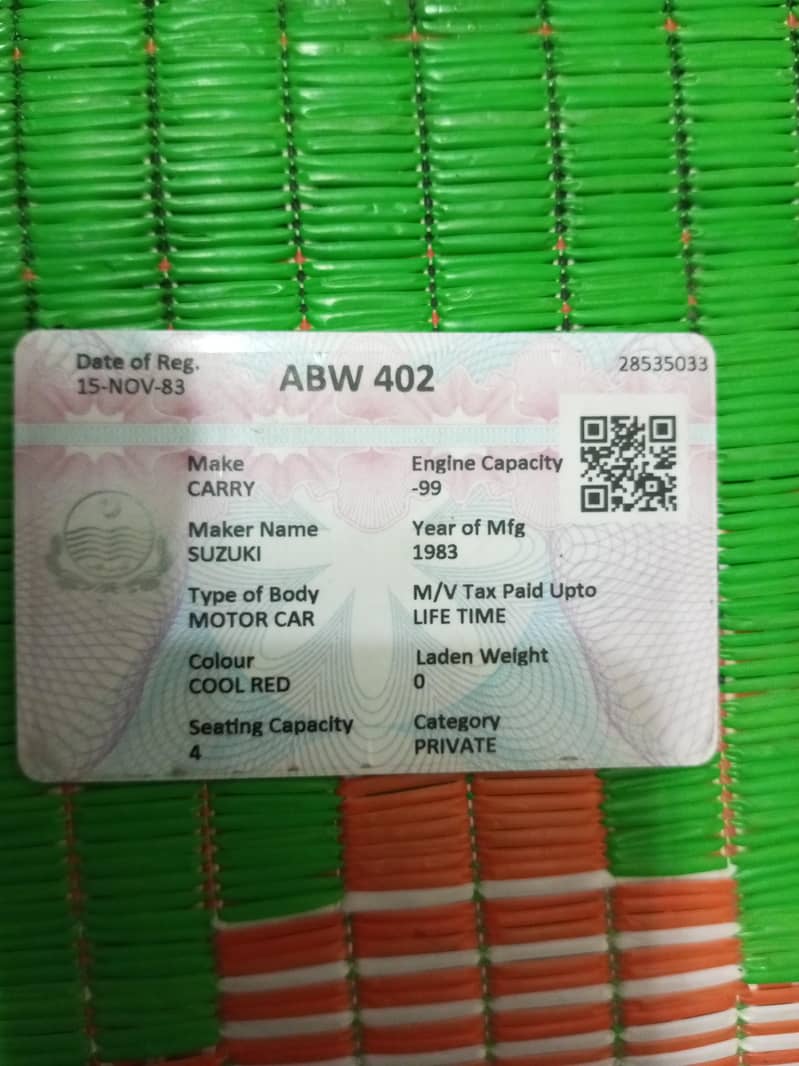 Date of Reg.
15-NOV-83
ABW 402
28535033
Make
CARRY
Engine Capacity
-99
Maker Name
SUZUKI
Year of Mfg
1983
Type of Body
MOTOR CAR
M/V Tax Paid Upto
LIFE TIME
Colour
COOL RED
Laden Weight
0
Seating Capacity
4
Category
PRIVATE